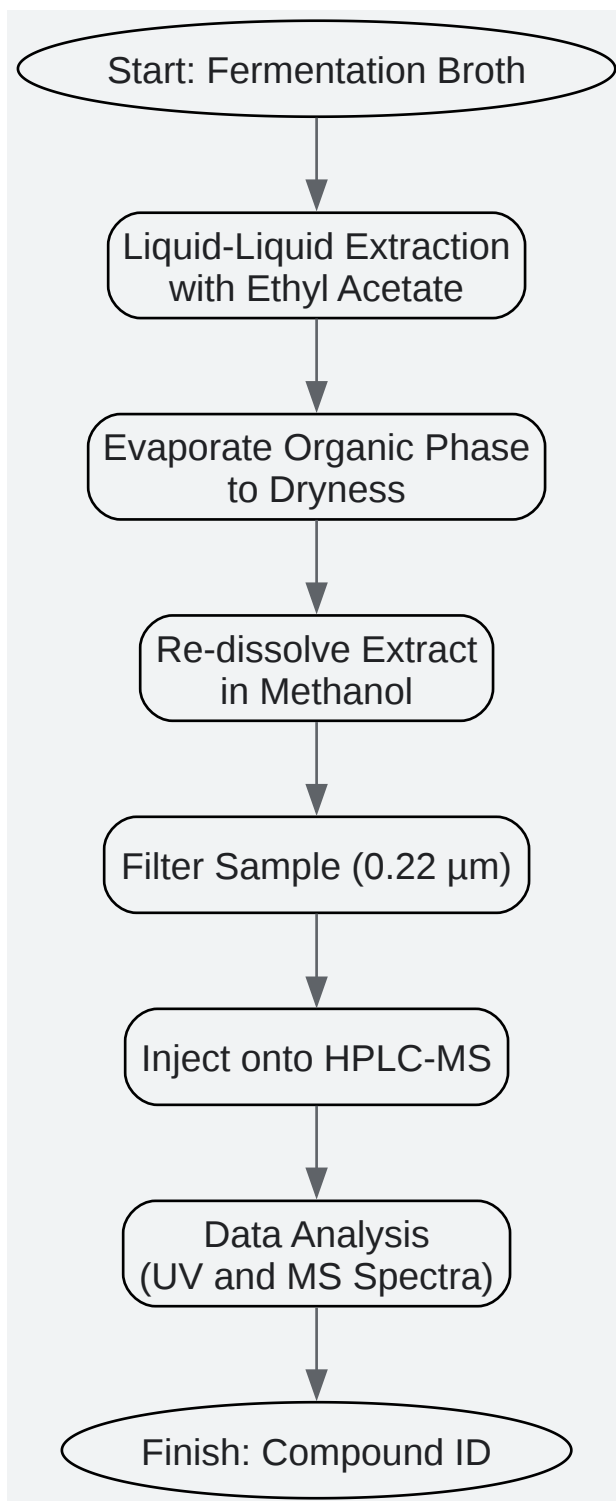 Start: Fermentation Broth
Liquid-Liquid Extraction
with Ethyl Acetate
Evaporate Organic Phase
to Dryness
Re-dissolve Extract
in Methanol
Filter Sample (0.22 µm)
Inject onto HPLC-MS
Data Analysis
(UV and MS Spectra)
Finish: Compound ID